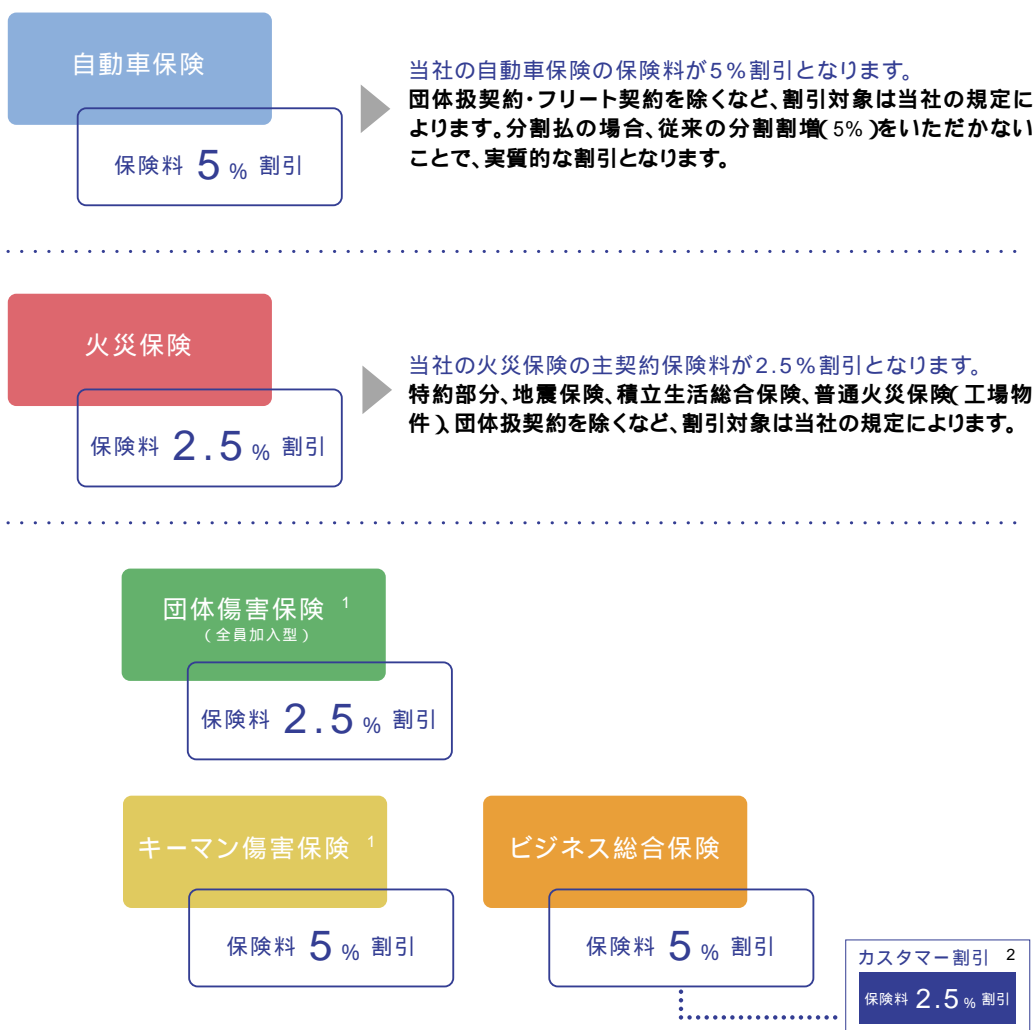 自動車保険
保険料 5 % 割引
当社の自動車保険の保険料が5%割引となります。
団体扱契約・フリート契約を除くなど、割引対象は当社の規定に
よります。分割払の場合、従来の分割割増(5%)をいただかない
ことで、実質的な割引となります。
火災保険
保険料 2.5 % 割引
当社の火災保険の主契約保険料が2.5%割引となります。
特約部分、地震保険、積立生活総合保険、普通火災保険(工場物
件)、団体扱契約を除くなど、割引対象は当社の規定によります。
団体傷害保険 1
(全員加入型)
保険料 2.5 % 割引
キーマン傷害保険 1
保険料 5 % 割引
ビジネス総合保険
保険料 5 % 割引
カスタマー割引 2
保険料 2.5 % 割引